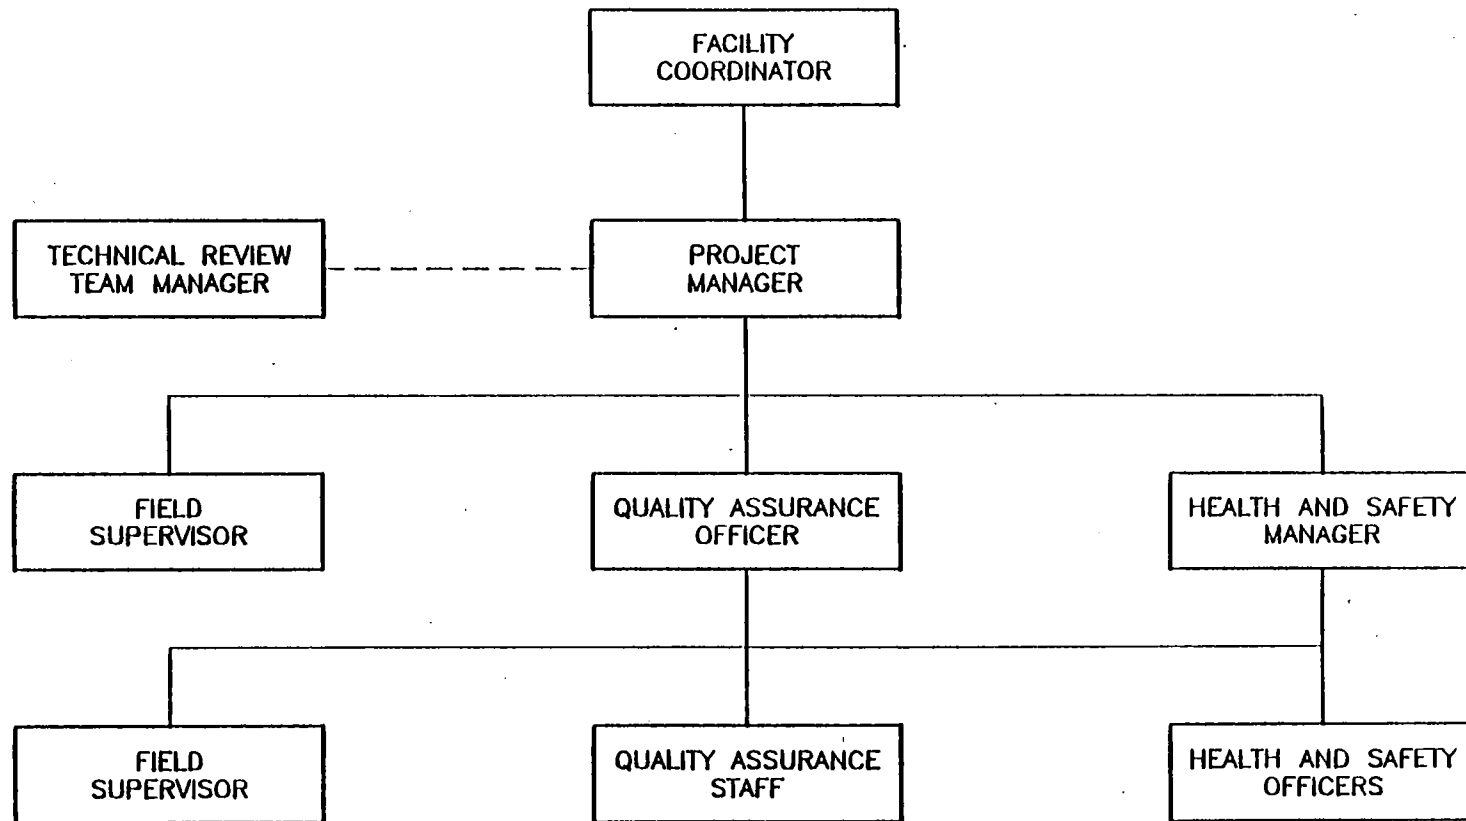 FACILITY
COORDINATOR
TECHNICAL REVIEW
TEAM MANAGER
PROJECT
MANAGER
FIELD
SUPERVISOR
QUALITY ASSURANCE
OFFICER
HEALTH AND SAFETY
MANAGER
FIELD
SUPERVISOR
QUALITY ASSURANCE
STAFF
HEALTH AND SAFETY
OFFICERS